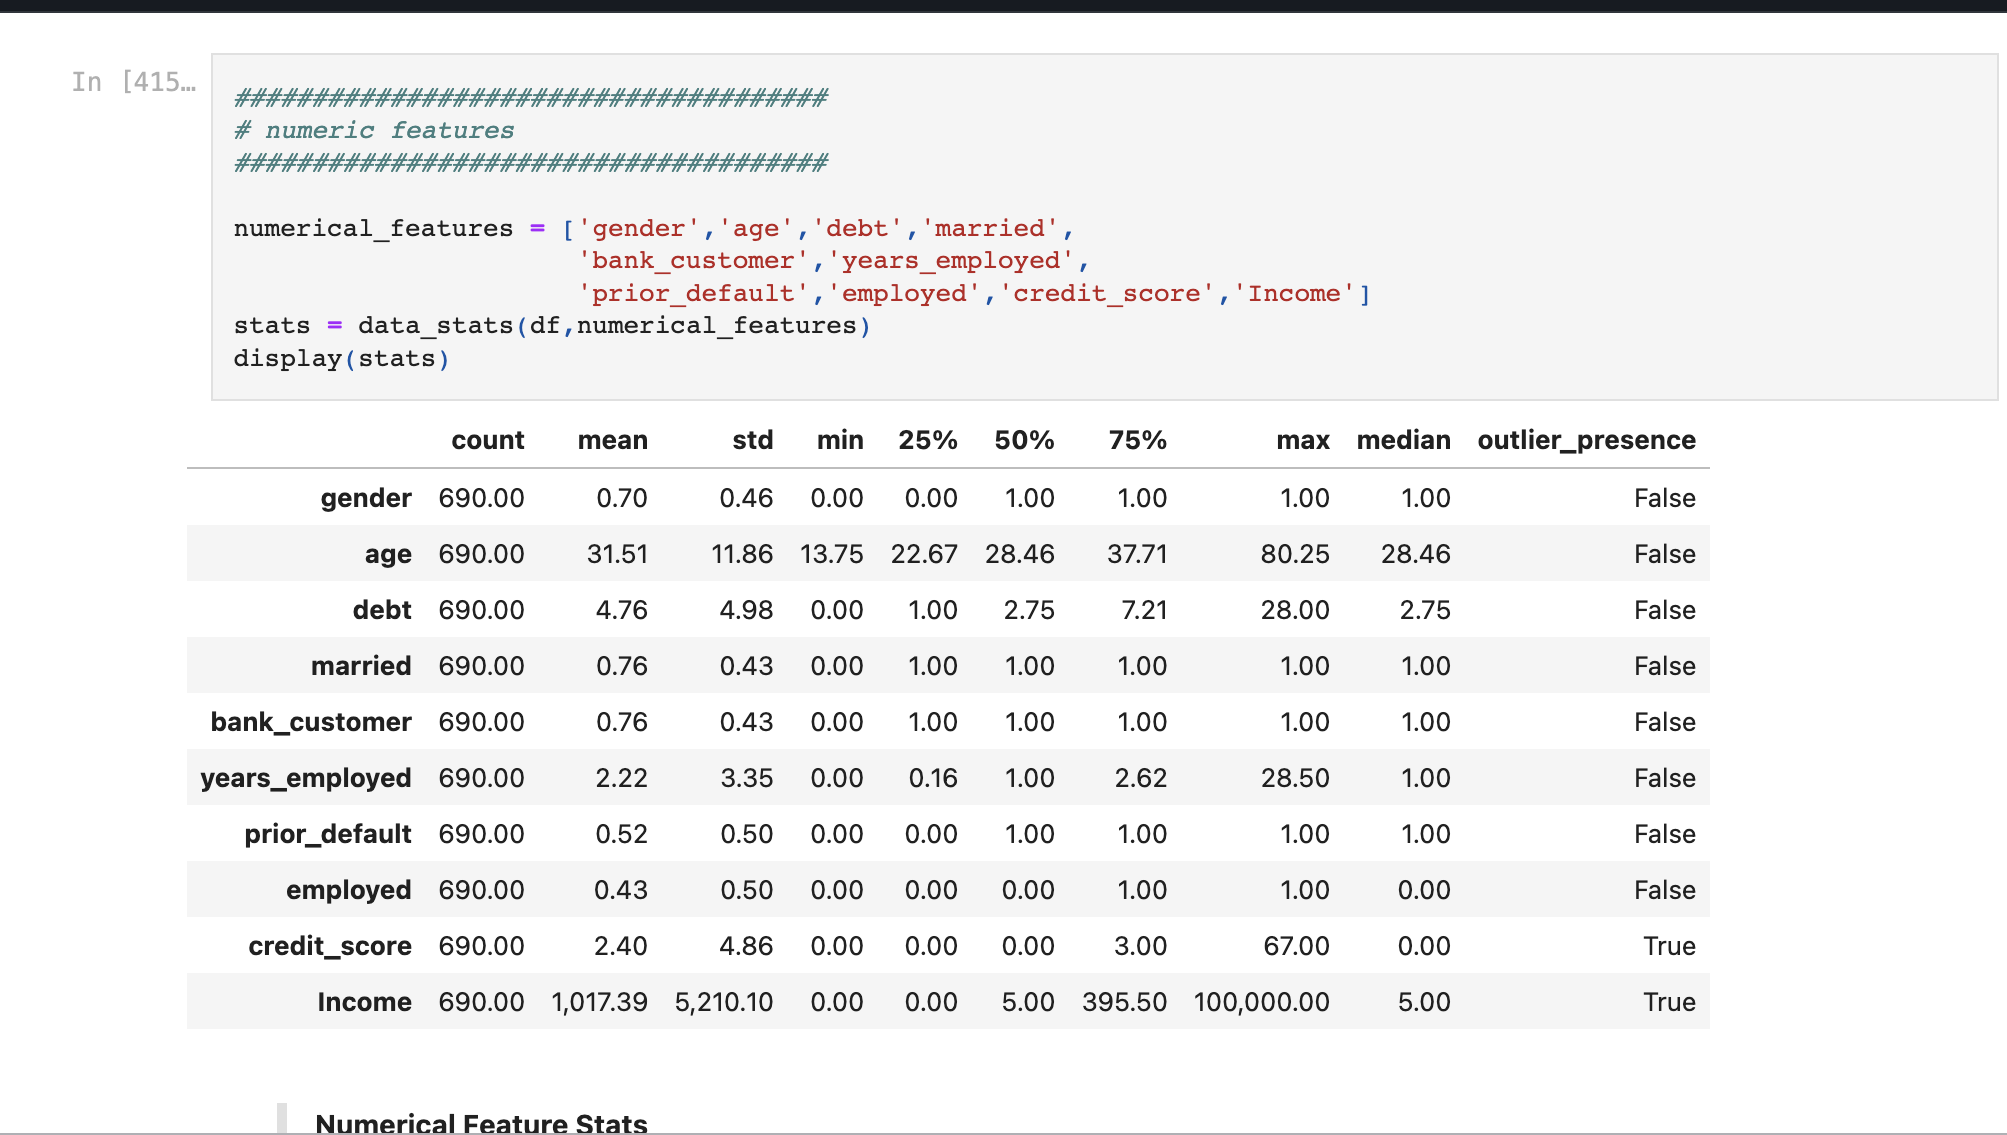 In [415…
######################################
# numeric features
######################################
numerical_features = ['gender','age','debt','married',
'bank_customer','years_employed',
'prior_default','employed','credit_score','Income']
stats = data_stats(df,numerical_features)
display(stats)
count mean std min 25% 50% 75% max median outlier_presence
gender 690.00 0.70 0.46 0.00 0.00 1.00 1.00 1.00 1.00 False
age 690.00 31.51 11.86 13.75 22.67 28.46 37.71 80.25 28.46 False
debt 690.00 4.76 4.98 0.00 1.00 2.75 7.21 28.00 2.75 False
married 690.00 0.76 0.43 0.00 1.00 1.00 1.00 1.00 1.00 False
bank_customer 690.00 0.76 0.43 0.00 1.00 1.00 1.00 1.00 1.00 False
years_employed 690.00 2.22 3.35 0.00 0.16 1.00 2.62 28.50 1.00 False
prior_default 690.00 0.52 0.50 0.00 0.00 1.00 1.00 1.00 1.00 False
employed 690.00 0.43 0.50 0.00 0.00 0.00 1.00 1.00 0.00 False
credit_score 690.00 2.40 4.86 0.00 0.00 0.00 3.00 67.00 0.00 True
Income 690.00 1,017.39 5,210.10 0.00 0.00 5.00 395.50 100,000.00 5.00 True
Numerical Feature Stats